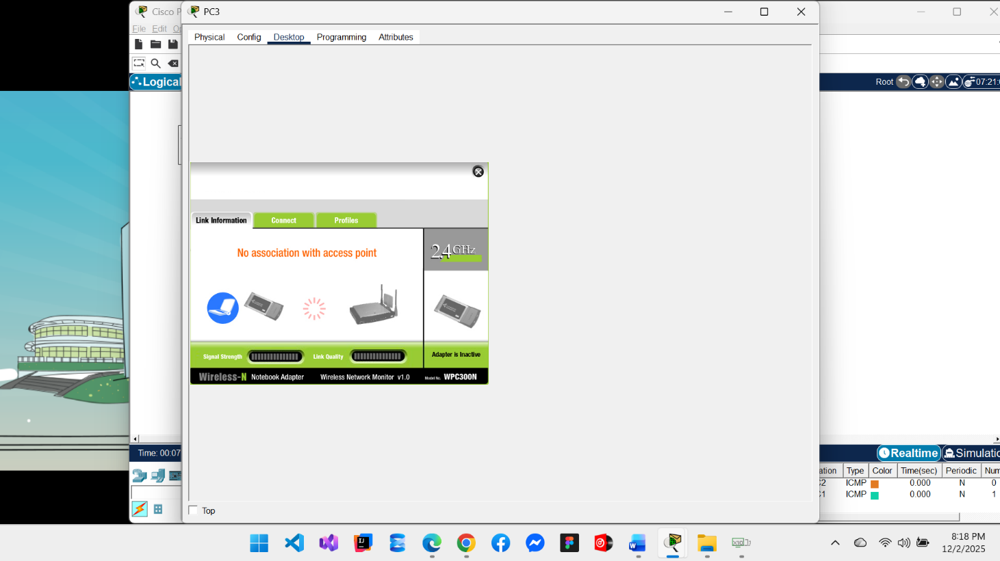 Cisco P
PC3
File Edit O
Physical Config Desktop Programming Attributes
Logical
Root
07:21:
Link Information Connect Profiles
No association with access point
2.4GHz
Signal Strength Link Quality Adapter is Inactive
Wireless-N Notebook Adapter Wireless Network Monitor v1.0 Model No. WPC300N
Time: 00:07
Realtime Simulatio
ation Type Color Time(sec) Periodic Num
C2 ICMP 0.000 N 0
C1 ICMP 0.000 N 1
Top
8:18 PM
12/2/2025